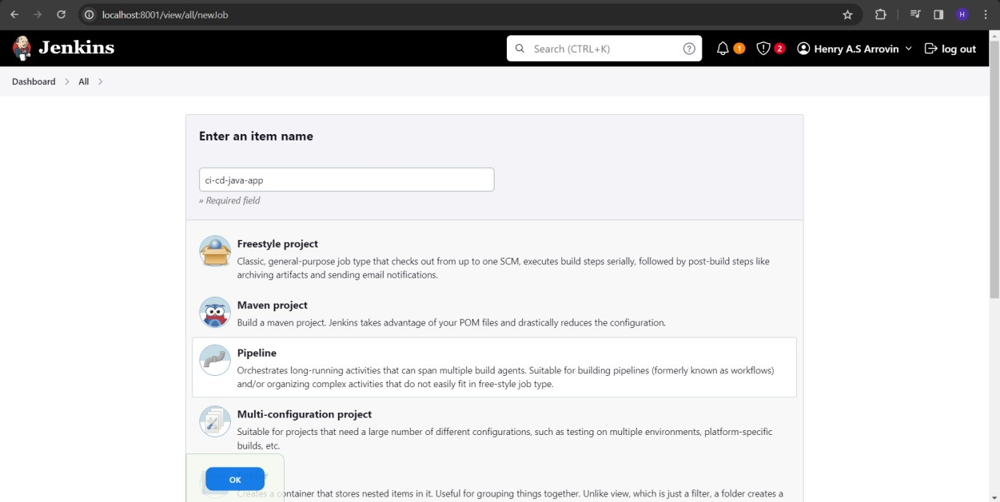 localhost:8001/view/all/newJob
H
Jenkins
Search (CTRL+K)
?
1
2
Henry A.S Arrovin
log out
Dashboard
All
Enter an item name
ci-cd-java-app
» Required field
Freestyle project
Classic, general-purpose job type that checks out from up to one SCM, executes build steps serially, followed by post-build steps like
archiving artifacts and sending email notifications.
Maven project
Build a maven project. Jenkins takes advantage of your POM files and drastically reduces the configuration.
Pipeline
Orchestrates long-running activities that can span multiple build agents. Suitable for building pipelines (formerly known as workflows)
and/or organizing complex activities that do not easily fit in free-style job type.
Multi-configuration project
Suitable for projects that need a large number of different configurations, such as testing on multiple environments, platform-specific
builds, etc.
OK
Creates a container that stores nested items in it. Useful for grouping things together. Unlike view, which is just a filter, a folder creates a